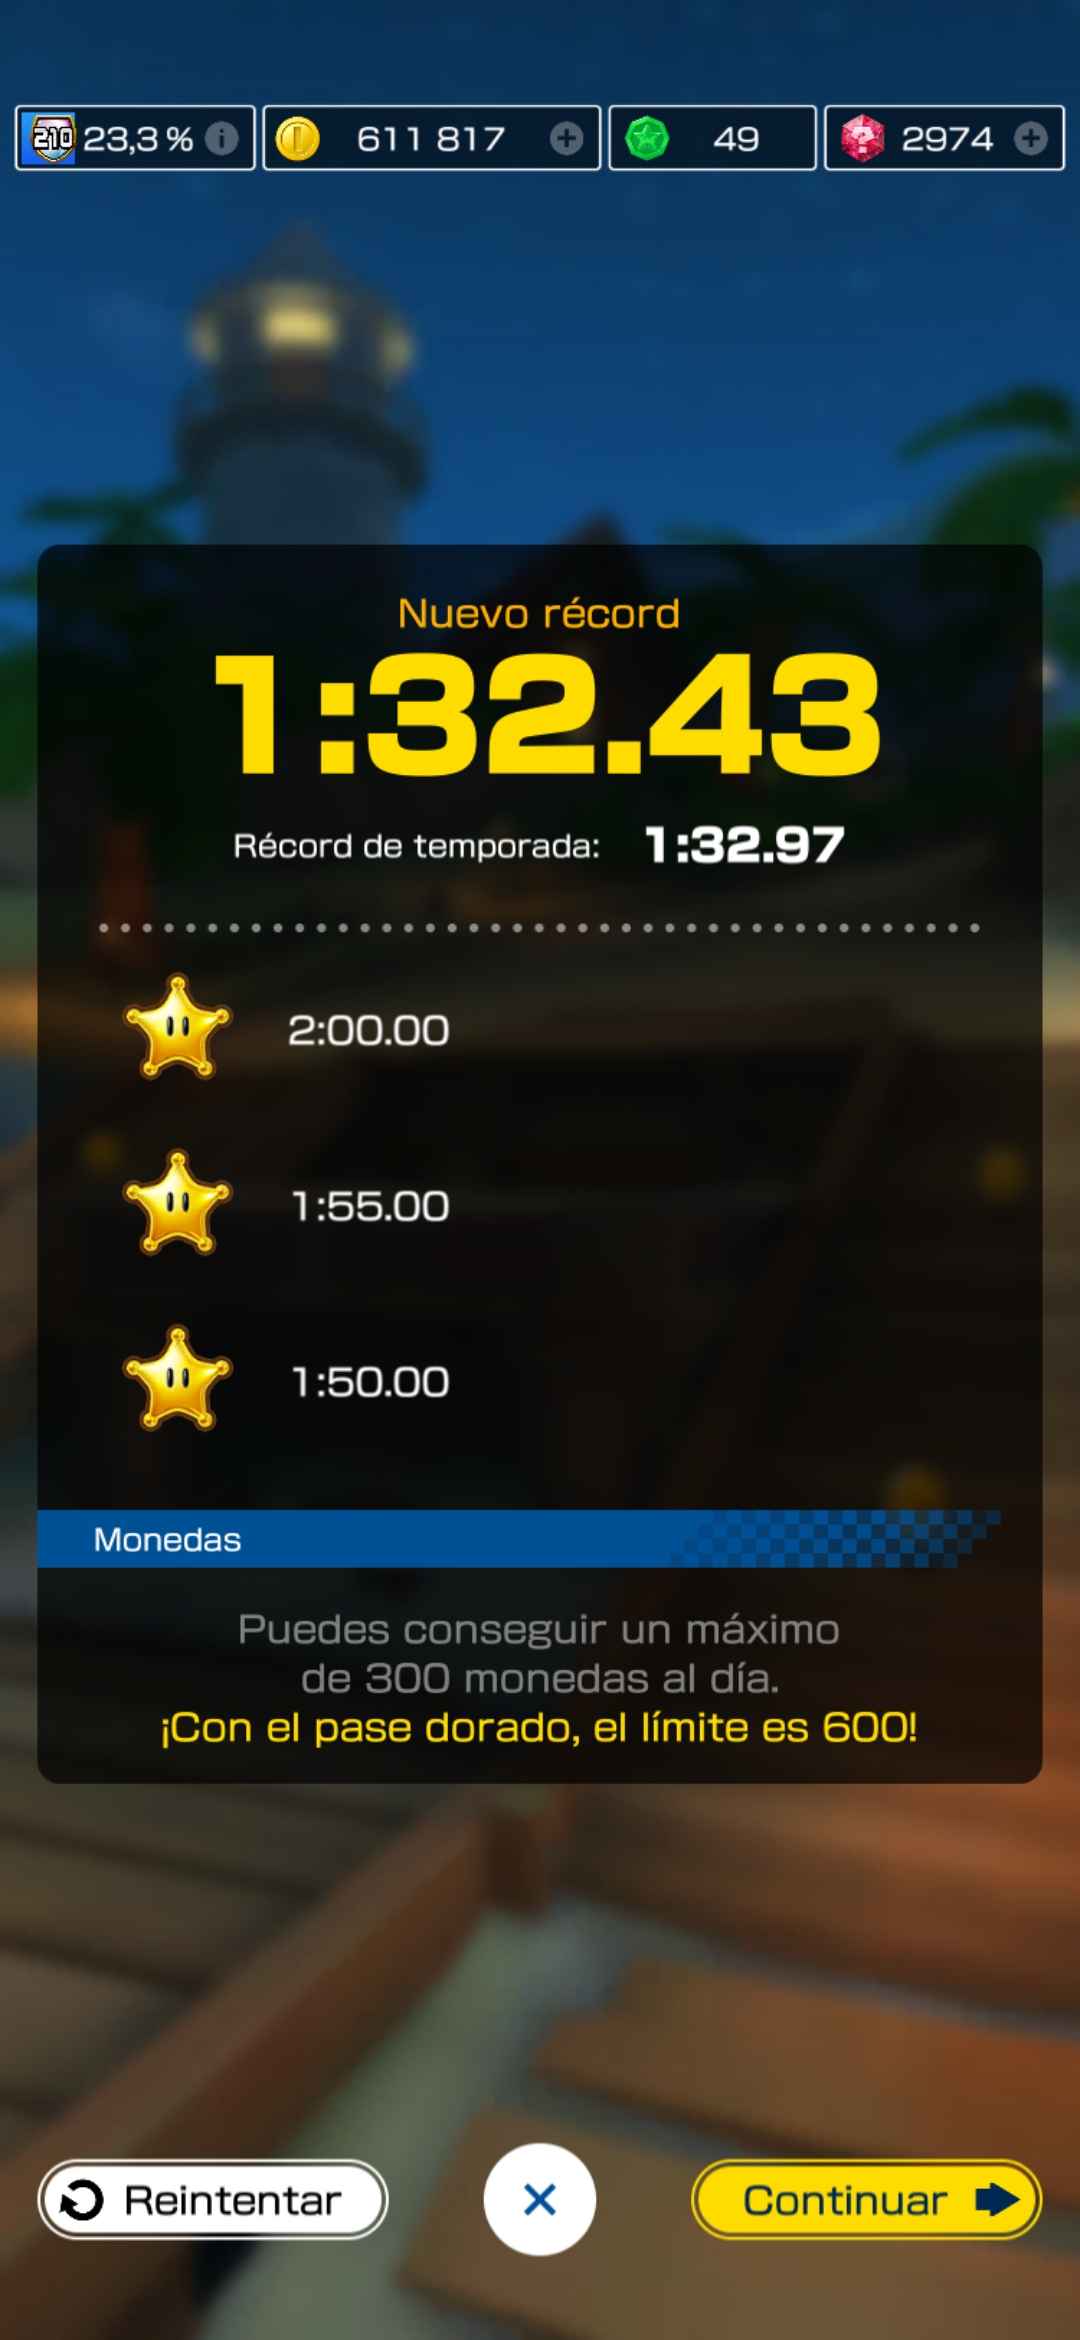 210 23,3 % i 611 817 + 49 ? 2974 +
Nuevo récord
1:32.43
Récord de temporada: 1:32.97
2:00.00
1:55.00
1:50.00
Monedas
Puedes conseguir un máximo
de 300 monedas al día.
¡Con el pase dorado, el límite es 600!
Reintentar × Continuar